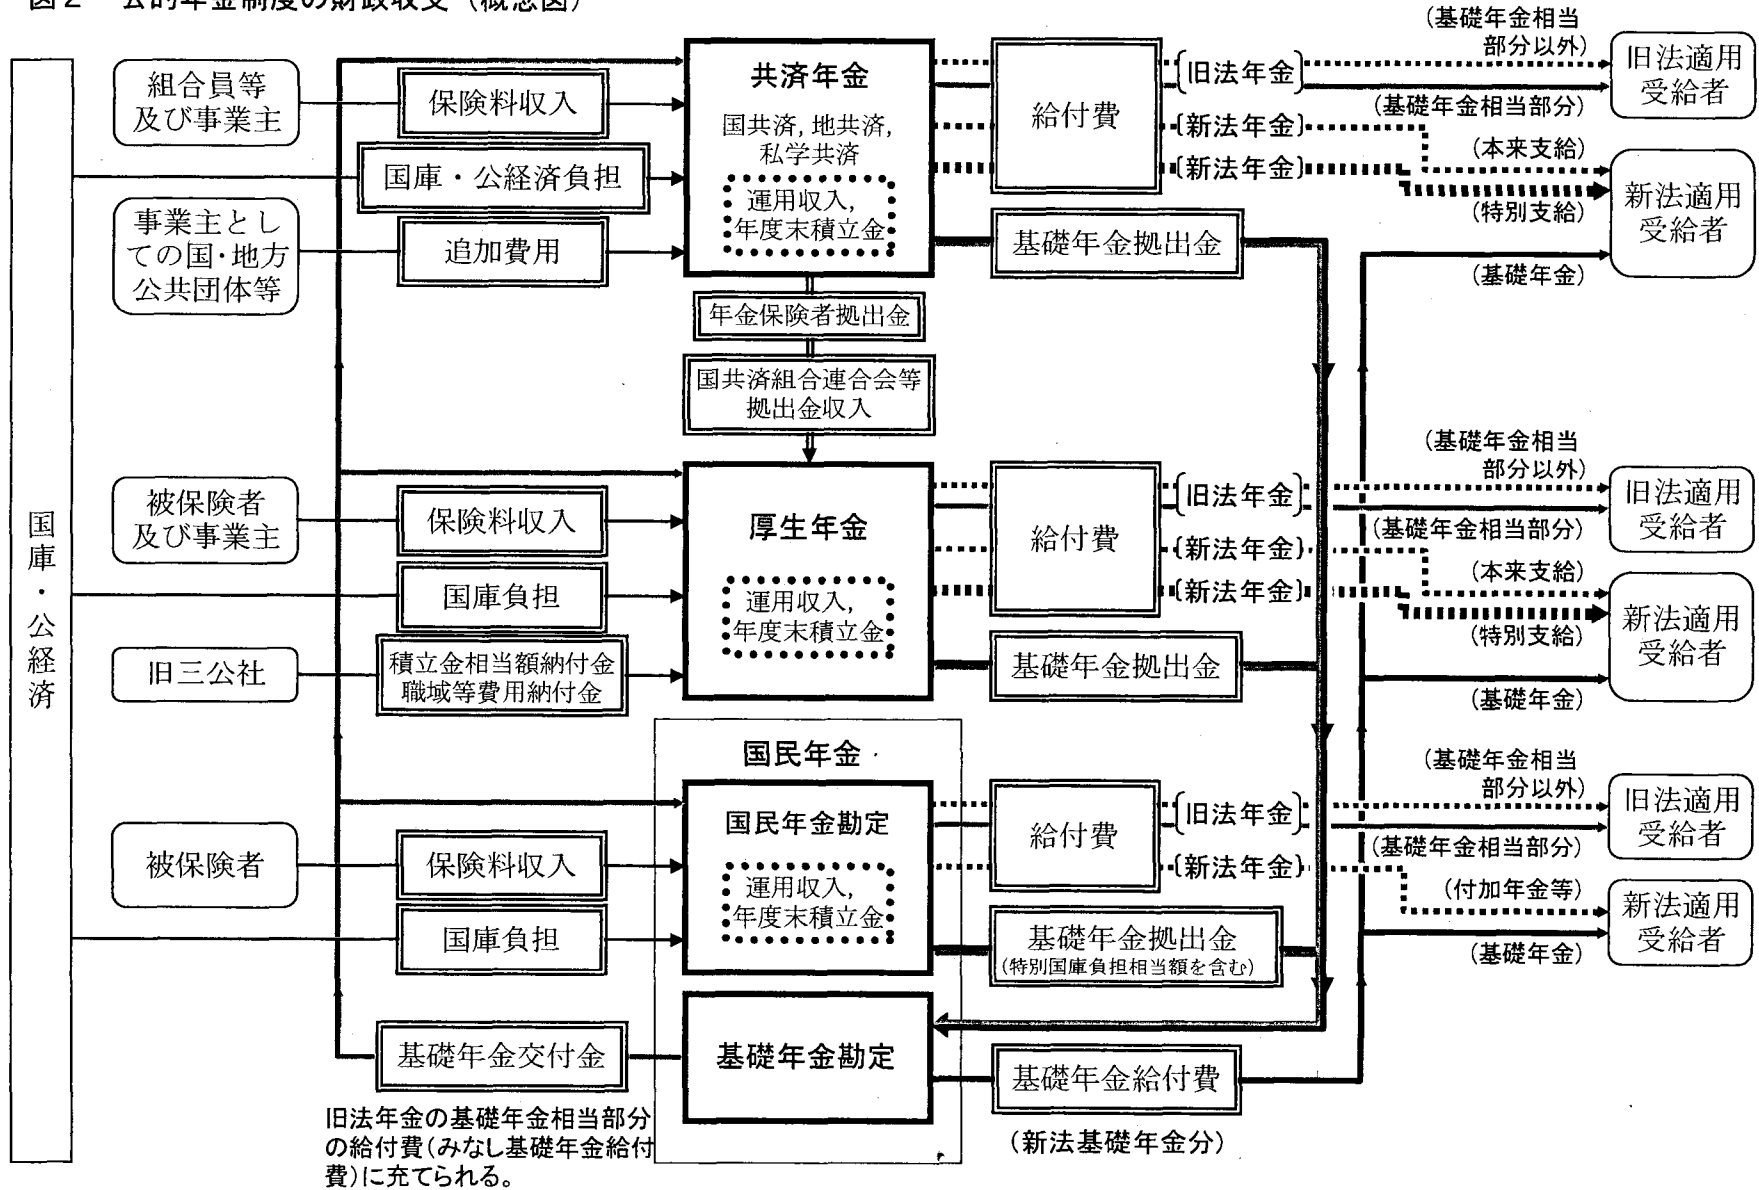 図2 公的年金制度の財政収支（概念図）
国庫・公経済
組合員等
及び事業主
保険料収入
国庫・公経済負担
事業主とし
ての国・地方
公共団体等
追加費用
共済年金
国共済，地共済，
私学共済
運用収入，
年度末積立金
給付費
基礎年金拠出金
〔旧法年金〕
〔新法年金〕
〔新法年金〕
（基礎年金相当
部分以外）
（基礎年金相当部分）
（本来支給）
（特別支給）
（基礎年金）
旧法適用
受給者
新法適用
受給者
年金保険者拠出金
国共済組合連合会等
拠出金収入
被保険者
及び事業主
保険料収入
国庫負担
旧三公社
積立金相当額納付金
職域等費用納付金
厚生年金
運用収入，
年度末積立金
給付費
基礎年金拠出金
〔旧法年金〕
〔新法年金〕
〔新法年金〕
（基礎年金相当
部分以外）
（基礎年金相当部分）
（本来支給）
（特別支給）
（基礎年金）
旧法適用
受給者
新法適用
受給者
国民年金
被保険者
保険料収入
国庫負担
国民年金勘定
運用収入，
年度末積立金
給付費
基礎年金拠出金
（特別国庫負担相当額を含む）
〔旧法年金〕
〔新法年金〕
（基礎年金相当
部分以外）
（基礎年金相当部分）
（付加年金等）
（基礎年金）
旧法適用
受給者
新法適用
受給者
基礎年金交付金
基礎年金勘定
基礎年金給付費
（新法基礎年金分）
旧法年金の基礎年金相当部分
の給付費（みなし基礎年金給付
費）に充てられる。